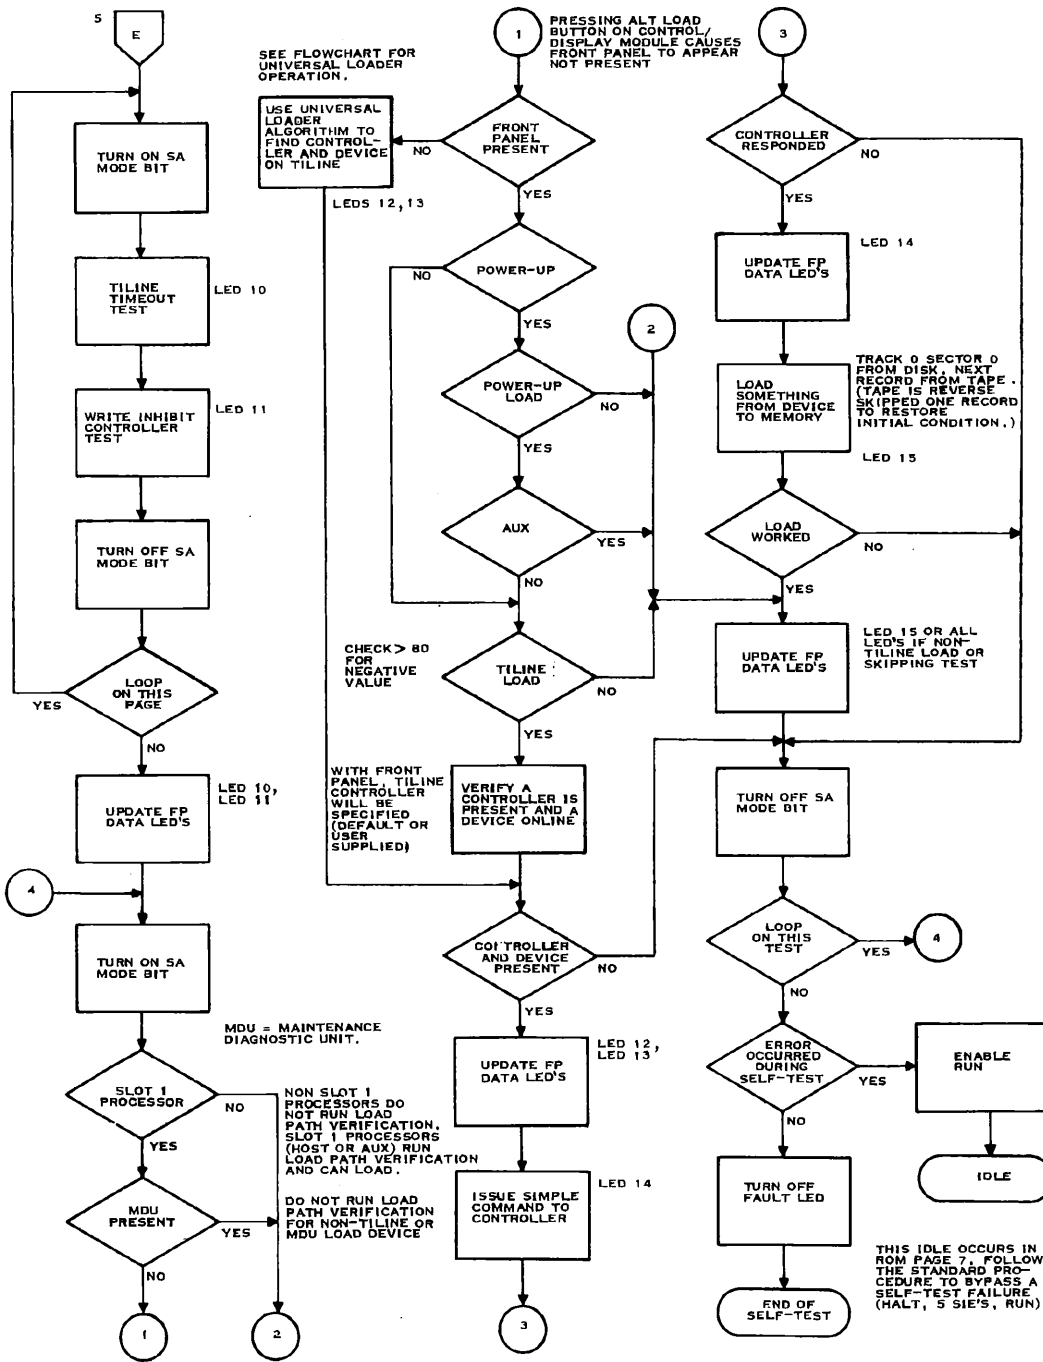 5
E
TURN ON SA
MODE BIT
TILINE
TIMEOUT
TEST
LED 10
WRITE INHIBIT
CONTROLLER
TEST
LED 11
TURN OFF SA
MODE BIT
LOOP
ON THIS
PAGE
YES
NO
UPDATE FP
DATA LED'S
LED 10,
LED 11
4
TURN ON SA
MODE BIT
MDU = MAINTENANCE
DIAGNOSTIC UNIT.
SLOT 1
PROCESSOR
NO
YES
NON SLOT 1
PROCESSORS DO
NOT RUN LOAD
PATH VERIFICATION.
SLOT 1 PROCESSORS
(HOST OR AUX) RUN
LOAD PATH VERIFICATION
AND CAN LOAD.
MDU
PRESENT
YES
NO
DO NOT RUN LOAD
PATH VERIFICATION
FOR NON-TILINE OR
MDU LOAD DEVICE
1
2
1
PRESSING ALT LOAD
BUTTON ON CONTROL/
DISPLAY MODULE CAUSES
FRONT PANEL TO APPEAR
NOT PRESENT
SEE FLOWCHART FOR
UNIVERSAL LOADER
OPERATION.
USE UNIVERSAL
LOADER
ALGORITHM TO
FIND CONTROL-
LER AND DEVICE
ON TILINE
LEDS 12,13
FRONT
PANEL
PRESENT
NO
YES
POWER-UP
NO
YES
2
POWER-UP
LOAD
NO
YES
AUX
YES
NO
CHECK > 80
FOR
NEGATIVE
VALUE
TILINE
LOAD
NO
YES
WITH FRONT
PANEL, TILINE
CONTROLLER
WILL BE
SPECIFIED
(DEFAULT OR
USER
SUPPLIED)
VERIFY A
CONTROLLER IS
PRESENT AND A
DEVICE ONLINE
CONTROLLER
AND DEVICE
PRESENT
NO
YES
UPDATE FP
DATA LED'S
LED 12,
LED 13
ISSUE SIMPLE
COMMAND TO
CONTROLLER
LED 14
3
3
CONTROLLER
RESPONDED
NO
YES
LED 14
UPDATE FP
DATA LED'S
LOAD
SOMETHING
FROM DEVICE
TO MEMORY
TRACK 0 SECTOR 0
FROM DISK, NEXT
RECORD FROM TAPE.
(TAPE IS REVERSE
SKIPPED ONE RECORD
TO RESTORE
INITIAL CONDITION.)
LED 15
LOAD
WORKED
NO
YES
UPDATE FP
DATA LED'S
LED 15 OR ALL
LED'S IF NON-
TILINE LOAD OR
SKIPPING TEST
TURN OFF SA
MODE BIT
LOOP
ON THIS
TEST
YES
4
NO
ERROR
OCCURRED
DURING
SELF-TEST
YES
NO
ENABLE
RUN
IDLE
TURN OFF
FAULT LED
END OF
SELF-TEST
THIS IDLE OCCURS IN
ROM PAGE 7, FOLLOW
THE STANDARD PRO-
CEDURE TO BYPASS A
SELF-TEST FAILURE
(HALT, 5 SIE'S, RUN)